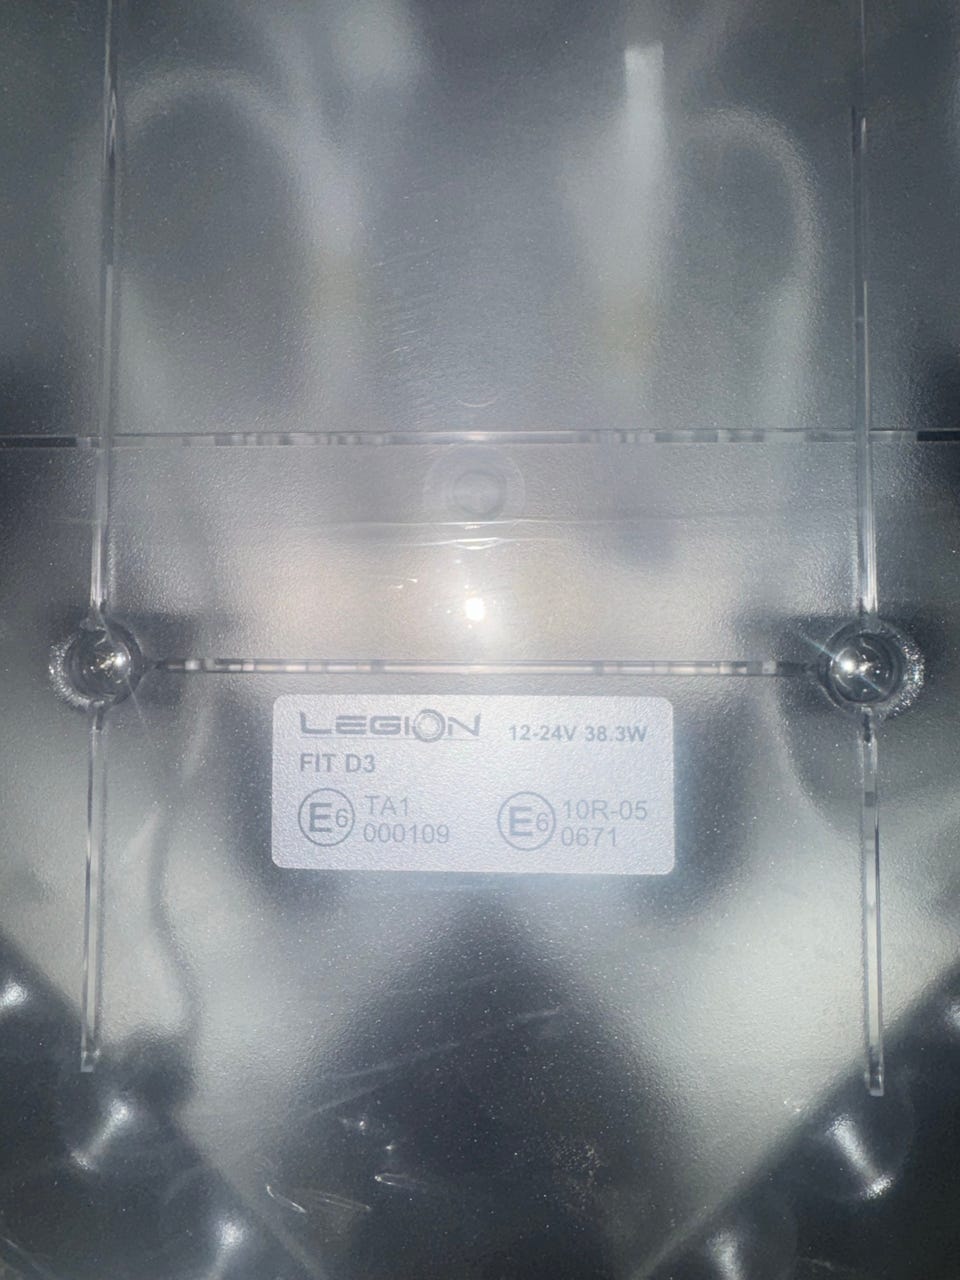 LEGION 12-24V 38.3W
FIT D3
E6 TA1 E6 10R-05
000109 0671